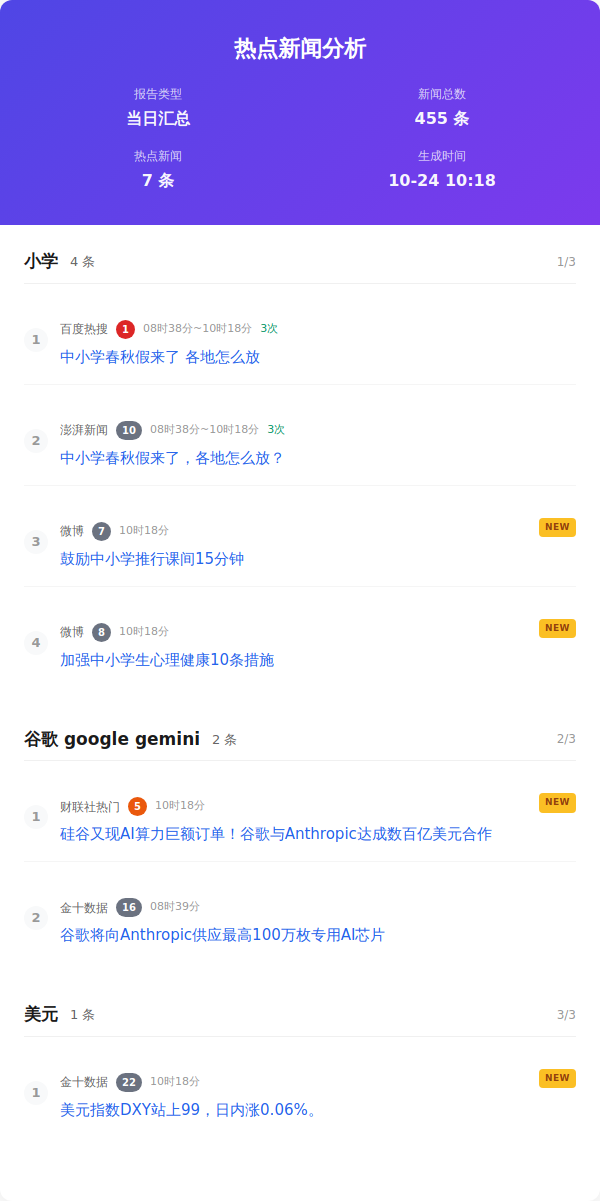 热点新闻分析
报告类型 新闻总数
当日汇总 455 条
热点新闻 生成时间
7 条 10-24 10:18
小学 4 条 1/3
1 百度热搜 1 08时38分~10时18分 3次
中小学春秋假来了 各地怎么放
2 澎湃新闻 10 08时38分~10时18分 3次
中小学春秋假来了，各地怎么放？
3 微博 7 10时18分 NEW
鼓励中小学推行课间15分钟
4 微博 8 10时18分 NEW
加强中小学生心理健康10条措施
谷歌 google gemini 2 条 2/3
1 财联社热门 5 10时18分 NEW
硅谷又现AI算力巨额订单！谷歌与Anthropic达成数百亿美元合作
2 金十数据 16 08时39分
谷歌将向Anthropic供应最高100万枚专用AI芯片
美元 1 条 3/3
1 金十数据 22 10时18分 NEW
美元指数DXY站上99，日内涨0.06%。